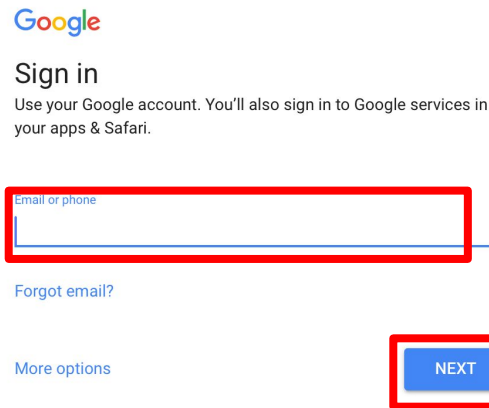 Google
Sign in
Use your Google account. You’ll also sign in to Google services in
your apps & Safari.
Email or phone
Forgot email?
More options
NEXT